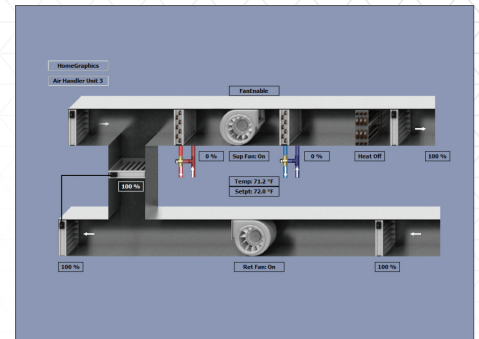 HomeGraphics
Air Handler Unit 3
FanEnable
0 %
Sup Fan: On
0 %
Heat Off
100 %
Temp: 71.2 °F
Setpt: 72.0 °F
100 %
100 %
Ret Fan: On
100 %